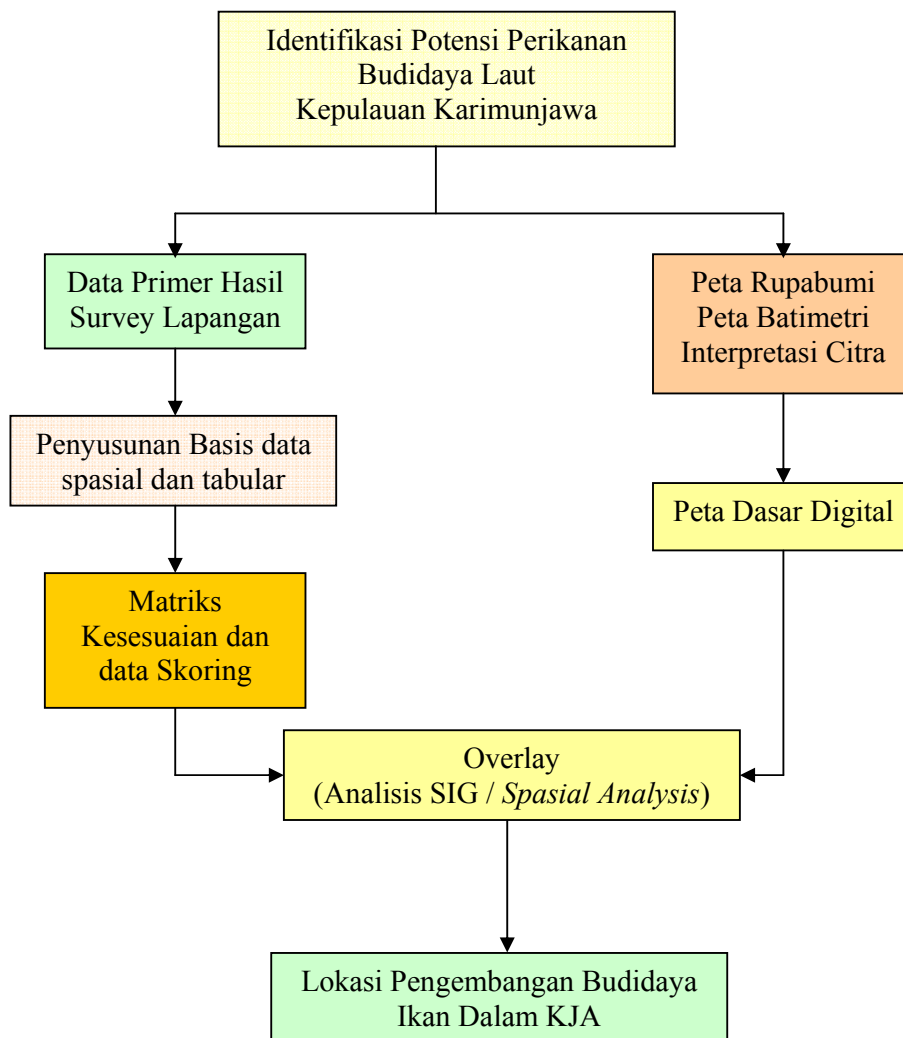 Identifikasi Potensi Perikanan
Budidaya Laut
Kepulauan Karimunjawa
Data Primer Hasil
Survey Lapangan
Peta Rupabumi
Peta Batimetri
Interpretasi Citra
Penyusunan Basis data
spasial dan tabular
Peta Dasar Digital
Matriks
Kesesuaian dan
data Skoring
Overlay
(Analisis SIG / Spasial Analysis)
Lokasi Pengembangan Budidaya
Ikan Dalam KJA